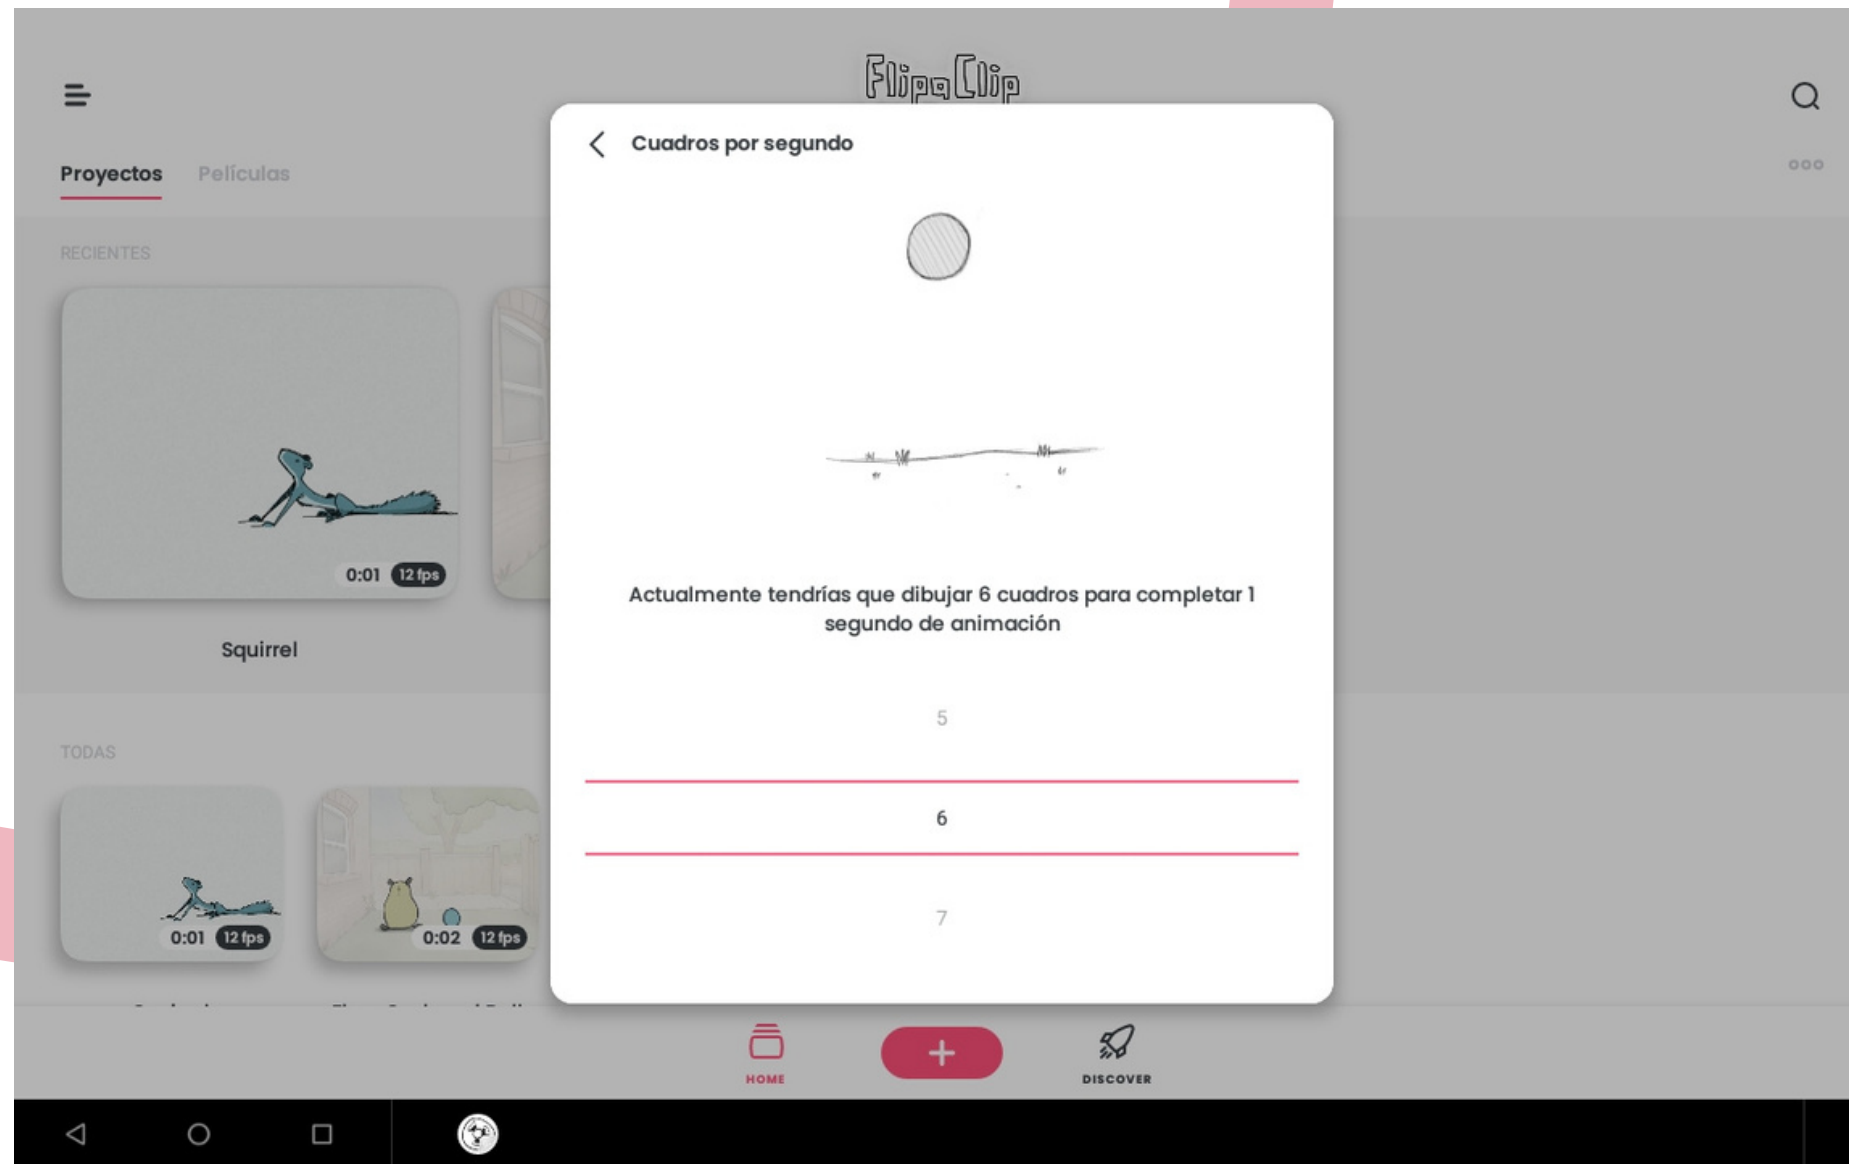 FlipaClip
Cuadros por segundo
Proyectos Películas
RECIENTES
0:01 12 fps
Squirrel
Actualmente tendrías que dibujar 6 cuadros para completar 1
segundo de animación
5
6
7
TODAS
0:01 12 fps
0:02 12 fps
HOME
+
DISCOVER